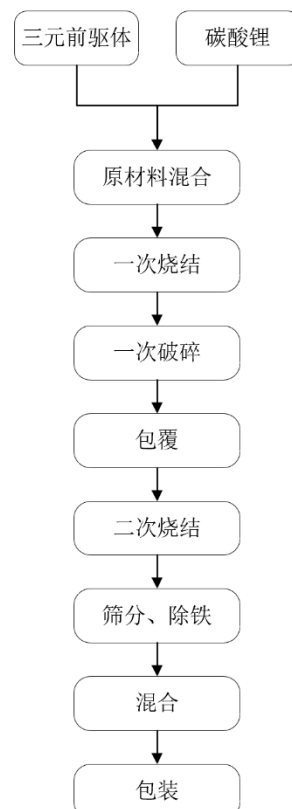 三元前驱体
碳酸锂
原材料混合
一次烧结
一次破碎
包覆
二次烧结
筛分、除铁
混合
包装